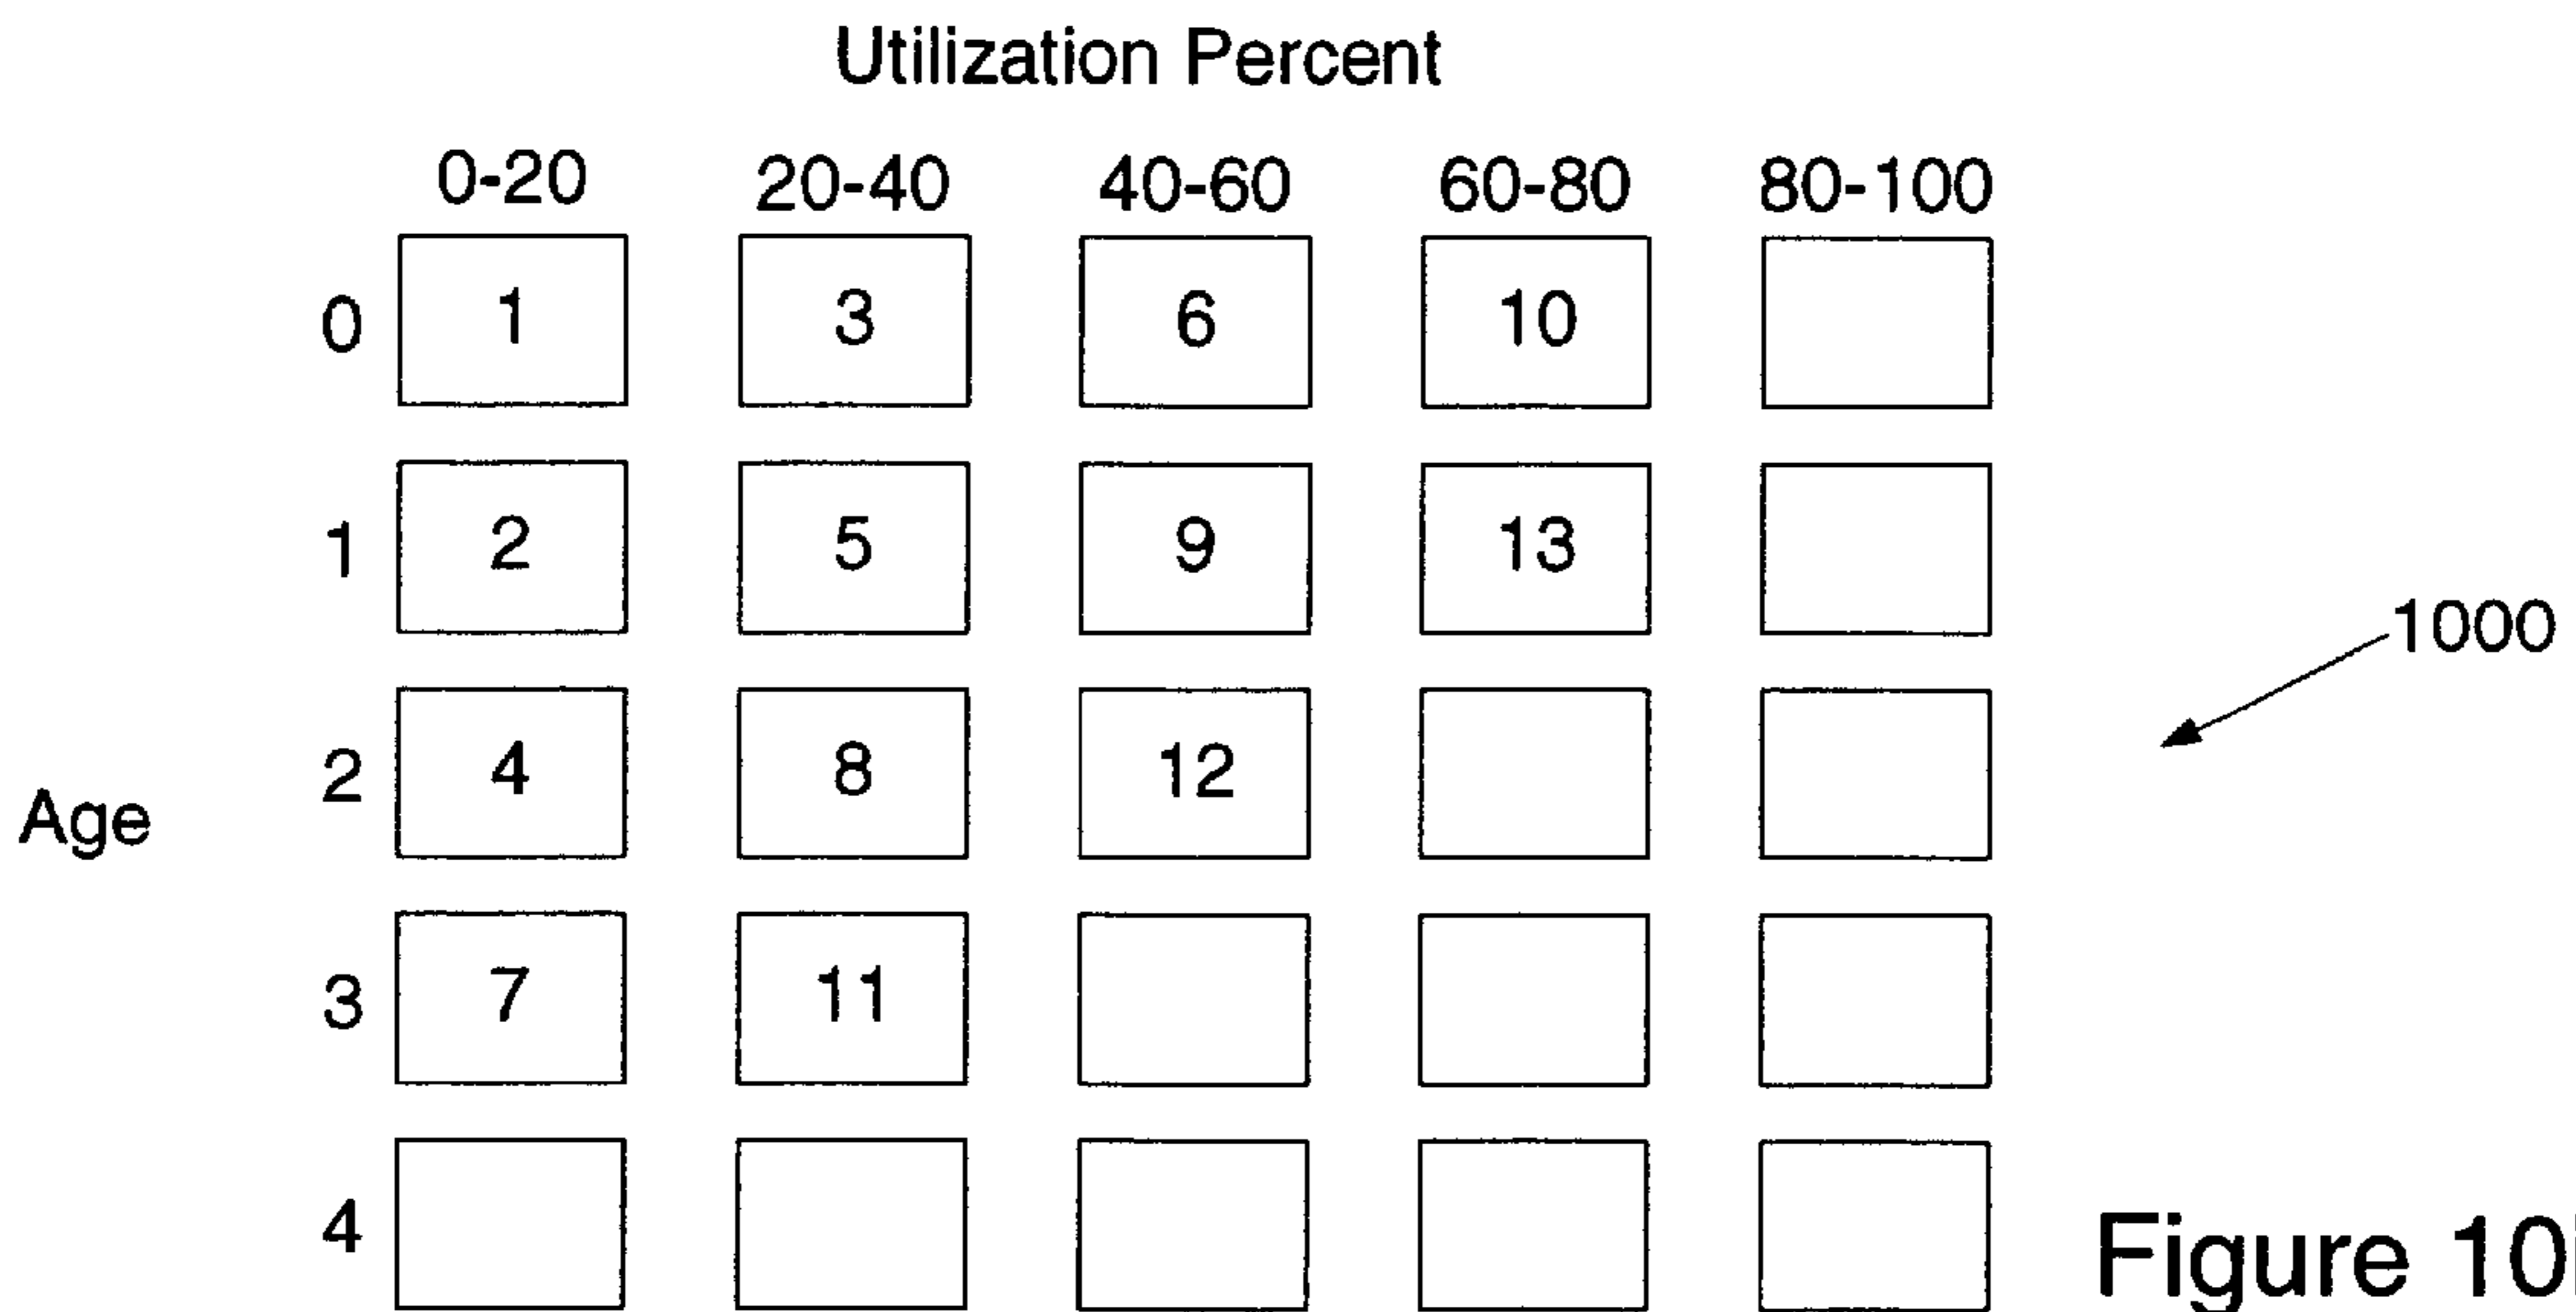 Utilization Percent
0-20 20-40 40-60 60-80 80-100
0 1 3 6 10
1 2 5 9 13
1000
2 4 8 12
Age
3 7 11
4
Figure 10i